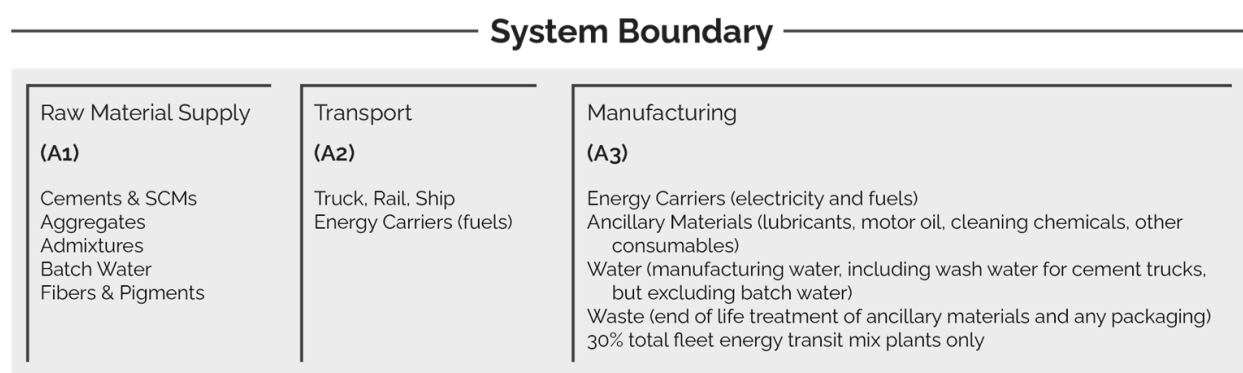 System Boundary
Raw Material Supply
(A1)
Cements & SCMs
Aggregates
Admixtures
Batch Water
Fibers & Pigments
Transport
(A2)
Truck, Rail, Ship
Energy Carriers (fuels)
Manufacturing
(A3)
Energy Carriers (electricity and fuels)
Ancillary Materials (lubricants, motor oil, cleaning chemicals, other
consumables)
Water (manufacturing water, including wash water for cement trucks,
but excluding batch water)
Waste (end of life treatment of ancillary materials and any packaging)
30% total fleet energy transit mix plants only